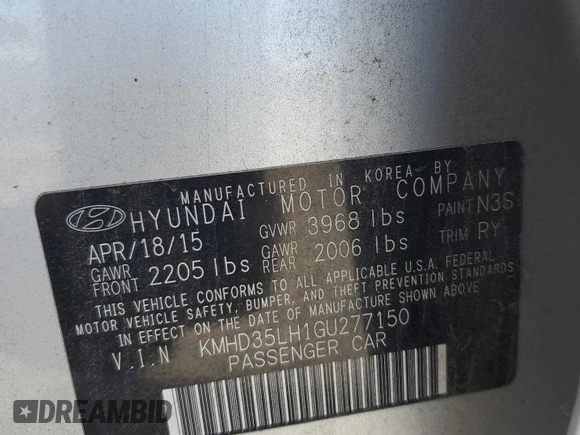 MANUFACTURED IN KOREA BY
HYUNDAI MOTOR COMPANY
APR/18/15 GVWR 3968 lbs PAINT N3S
GAWR FRONT 2205 lbs GAWR REAR 2006 lbs TRIM RY
THIS VEHICLE CONFORMS TO ALL APPLICABLE U.S.A. FEDERAL
MOTOR VEHICLE SAFETY, BUMPER, AND THEFT PREVENTION STANDARDS
IN EFFECT ON THE DATE OF MANUFACTURE SHOWN ABOVE.
V.I.N KMHD35LH1GU277150
PASSENGER CAR
DREAMBID